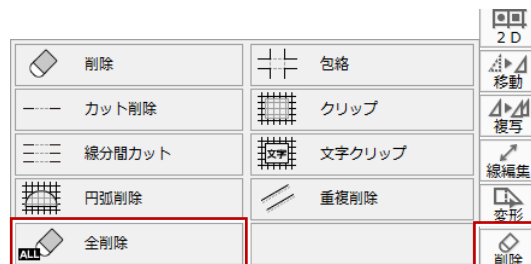 2 D
削除
包絡
移動
カット削除
クリップ
複写
線分間カット
文字
文字クリップ
線編集
円弧削除
重複削除
変形
ALL
全削除
削除